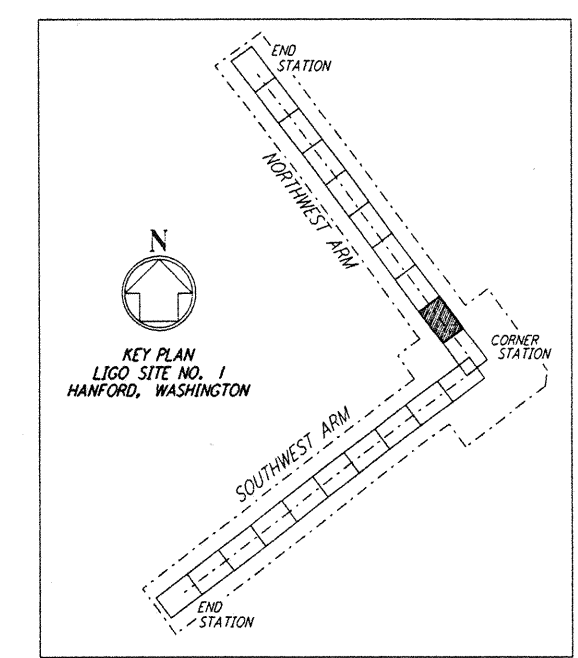 END
STATION
NORTHWEST ARM
N
KEY PLAN
LIGO SITE NO. 1
HANFORD, WASHINGTON
CORNER
STATION
SOUTHWEST ARM
END
STATION